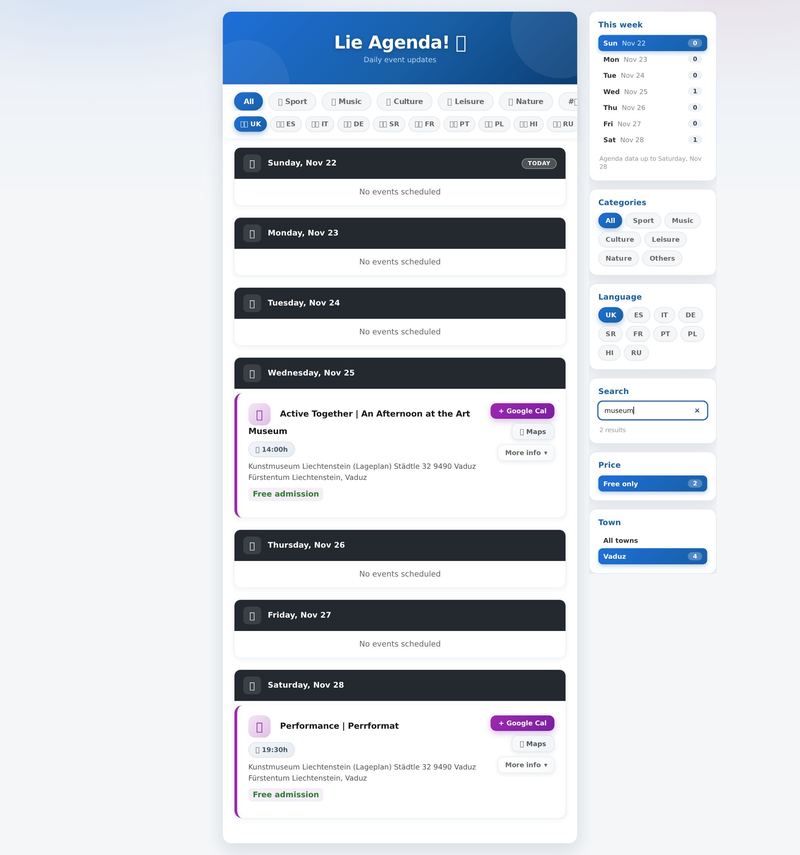 Lie Agenda!
Daily event updates
All Sport Music Culture Leisure Nature #
UK ES IT DE SR FR PT PL HI RU
Sunday, Nov 22 TODAY
No events scheduled
Monday, Nov 23
No events scheduled
Tuesday, Nov 24
No events scheduled
Wednesday, Nov 25
Active Together | An Afternoon at the Art
Museum
14:00h
Kunstmuseum Liechtenstein (Lageplan) Städtle 32 9490 Vaduz
Fürstentum Liechtenstein, Vaduz
Free admission
+ Google Cal
Maps
More info ▾
Thursday, Nov 26
No events scheduled
Friday, Nov 27
No events scheduled
Saturday, Nov 28
Performance | Perrformat
19:30h
Kunstmuseum Liechtenstein (Lageplan) Städtle 32 9490 Vaduz
Fürstentum Liechtenstein, Vaduz
Free admission
+ Google Cal
Maps
More info ▾
This week
Sun Nov 22 0
Mon Nov 23 0
Tue Nov 24 0
Wed Nov 25 1
Thu Nov 26 0
Fri Nov 27 0
Sat Nov 28 1
Agenda data up to Saturday, Nov
28
Categories
All Sport Music
Culture Leisure
Nature Others
Language
UK ES IT DE
SR FR PT PL
HI RU
Search
museum ×
2 results
Price
Free only 2
Town
All towns
Vaduz 4